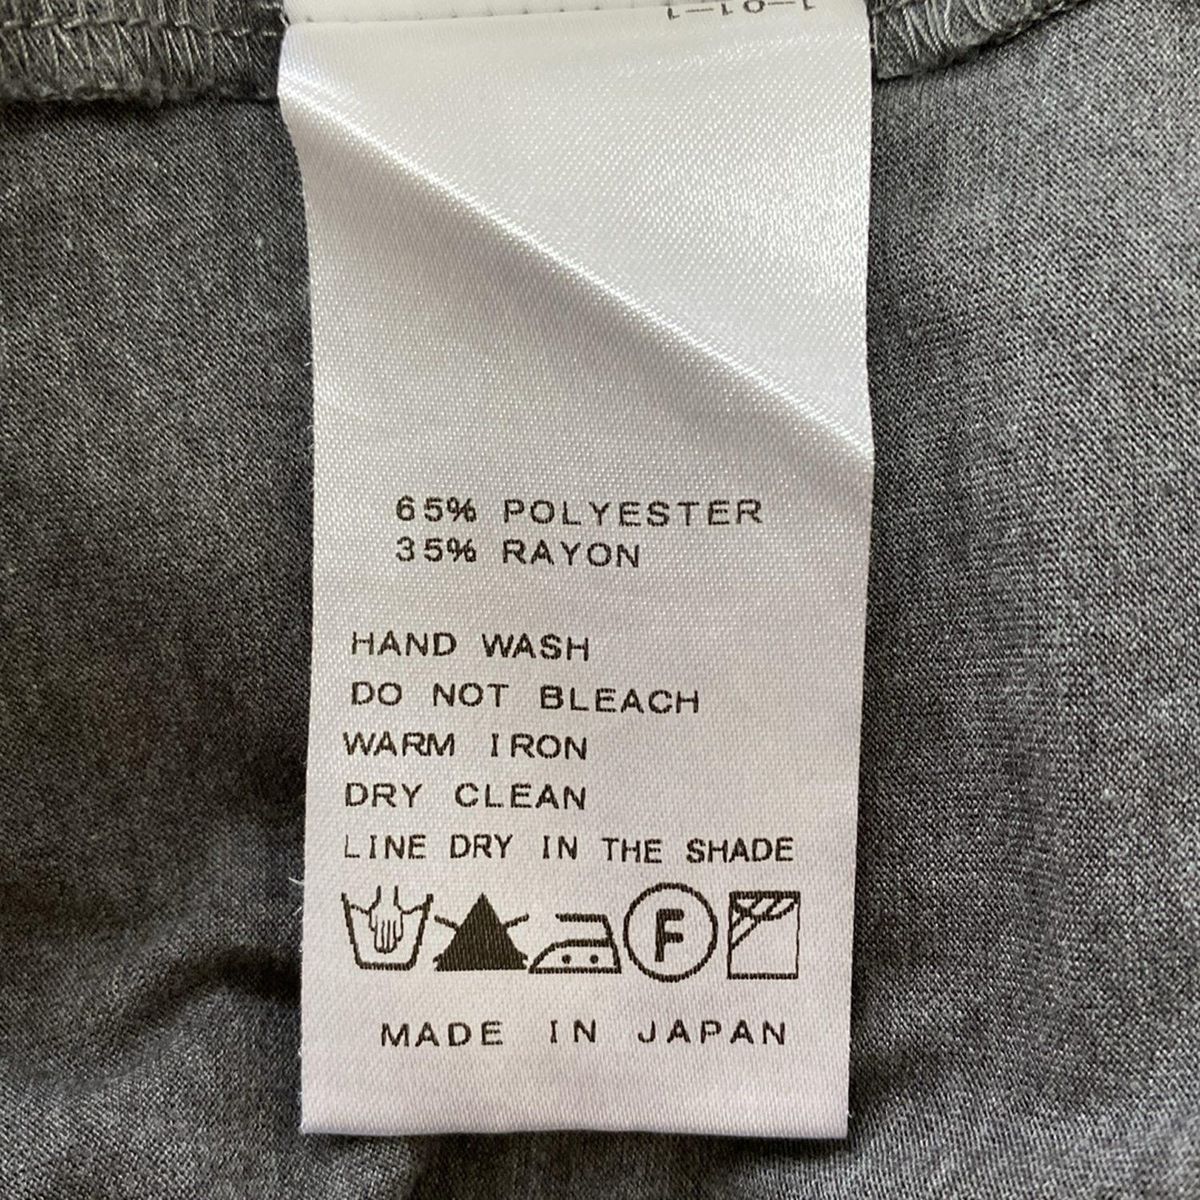 65% POLYESTER
35% RAYON
HAND WASH
DO NOT BLEACH
WARM IRON
DRY CLEAN
LINE DRY IN THE SHADE
F
MADE IN JAPAN